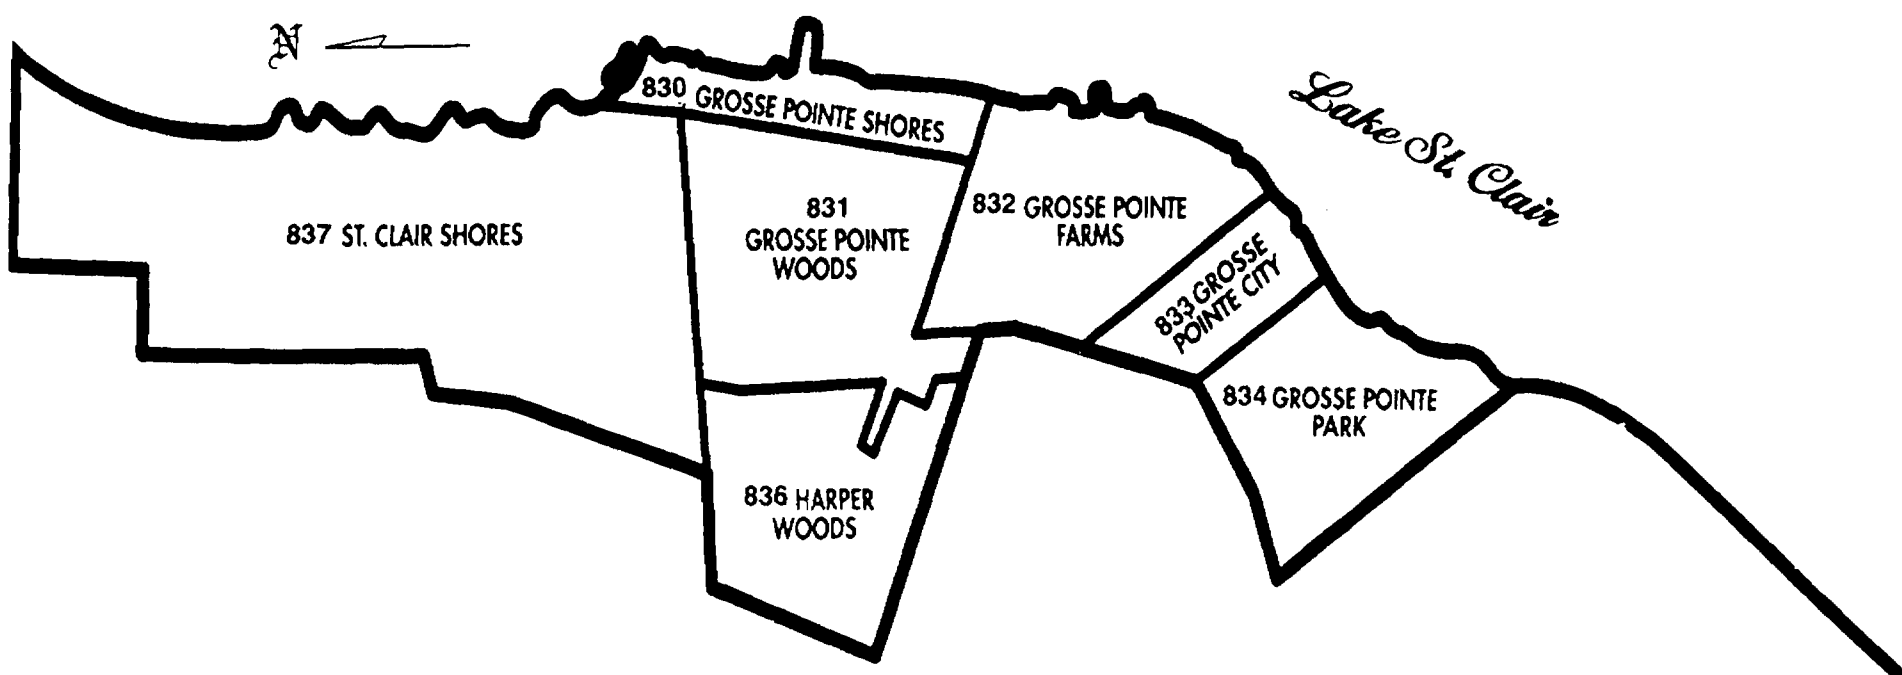 N
830 GROSSE POINTE SHORES
Lake St. Clair
837 ST. CLAIR SHORES
831
GROSSE POINTE
WOODS
832 GROSSE POINTE
FARMS
833 GROSSE
POINTE CITY
834 GROSSE POINTE
PARK
836 HARPER
WOODS